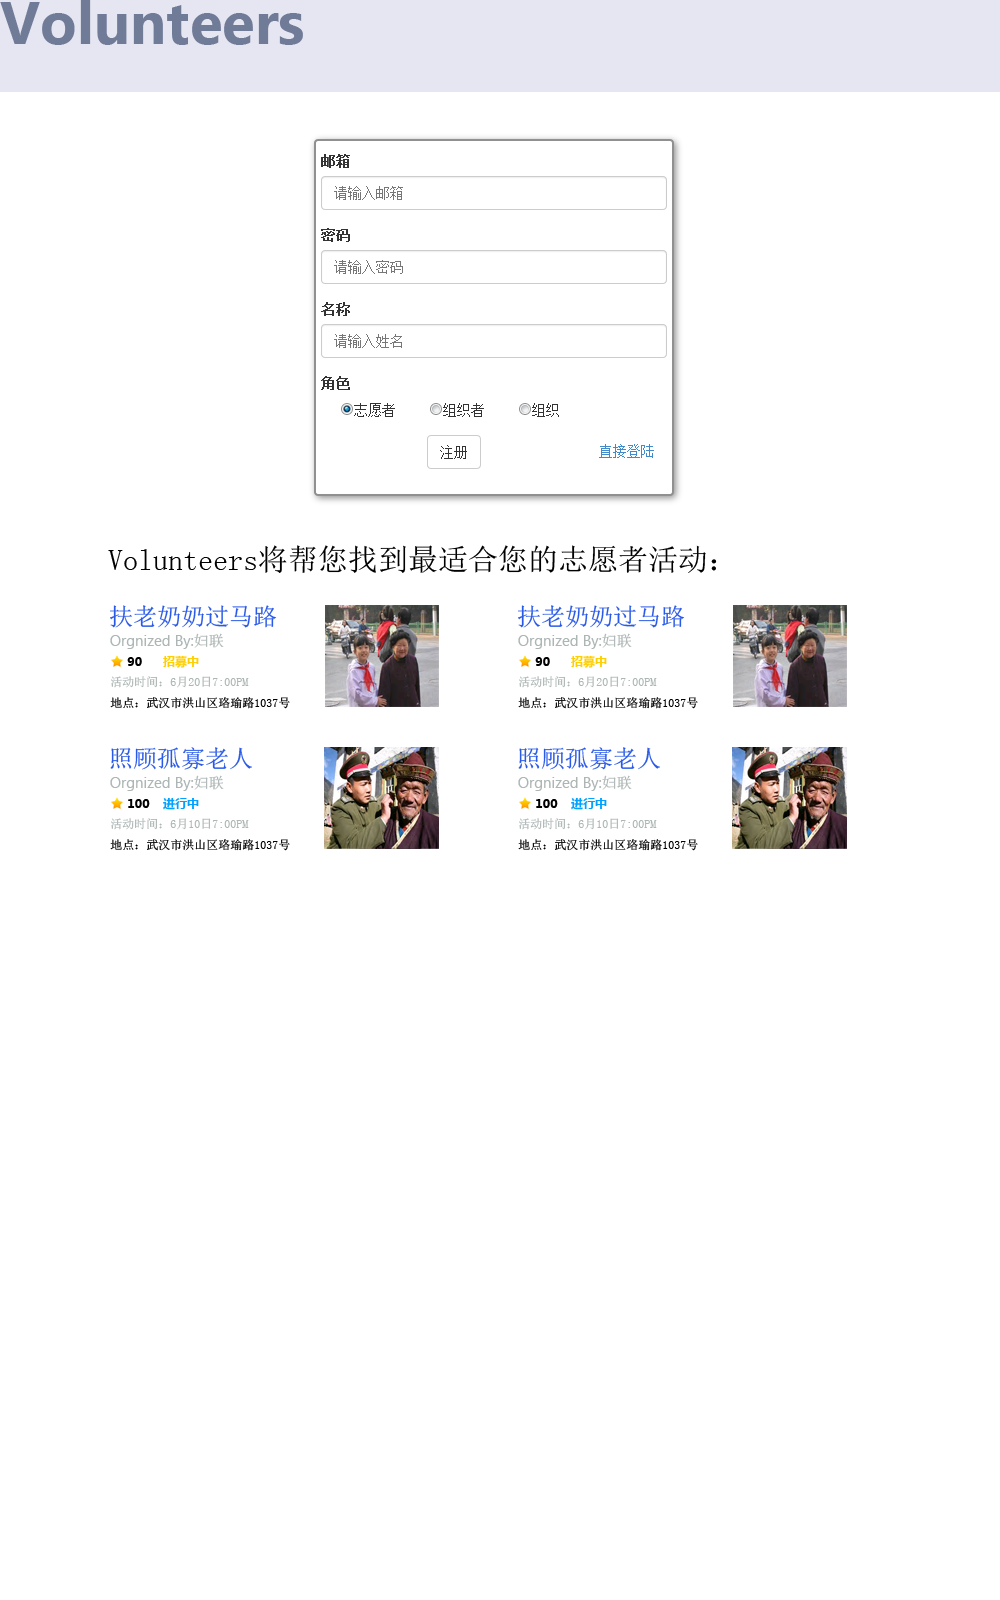 Volunteers
邮箱
请输入邮箱
密码
请输入密码
名称
请输入姓名
角色
志愿者 组织者 组织
注册 直接登陆
Volunteers将帮您找到最适合您的志愿者活动：
扶老奶奶过马路
Orgnized By:妇联
90 招募中
活动时间：6月20日7:00PM
地点：武汉市洪山区珞瑜路1037号
扶老奶奶过马路
Orgnized By:妇联
90 招募中
活动时间：6月20日7:00PM
地点：武汉市洪山区珞瑜路1037号
照顾孤寡老人
Orgnized By:妇联
100 进行中
活动时间：6月10日7:00PM
地点：武汉市洪山区珞瑜路1037号
照顾孤寡老人
Orgnized By:妇联
100 进行中
活动时间：6月10日7:00PM
地点：武汉市洪山区珞瑜路1037号